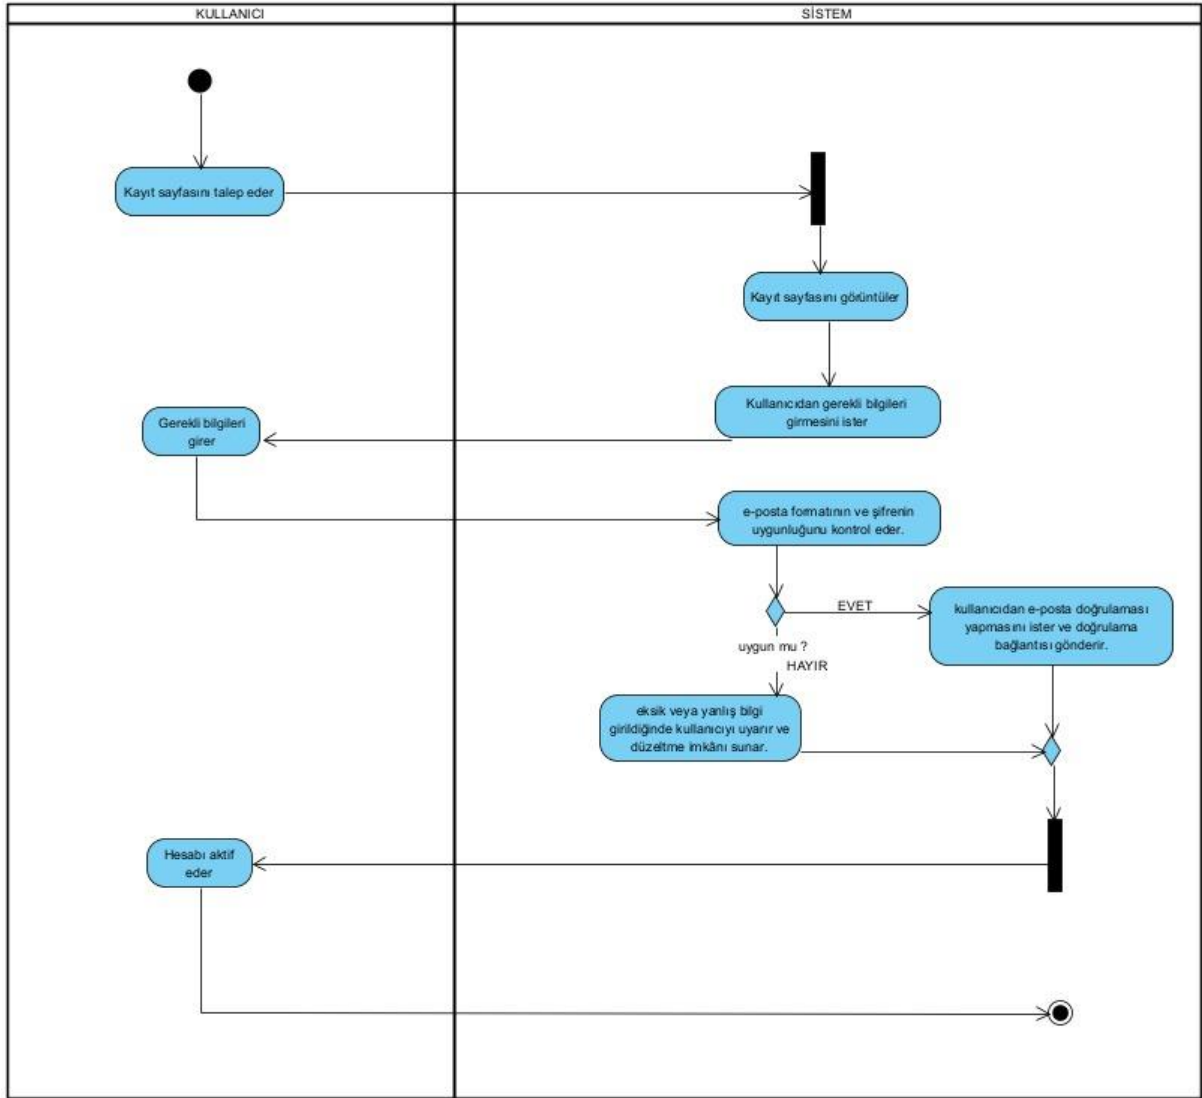 KULLANICI
SİSTEM
Kayıt sayfasını talep eder
Kayıt sayfasını görüntüler
Kullanıcıdan gerekli bilgileri
girmesini ister
Gerekli bilgileri
girer
e-posta formatının ve şifrenin
uygunluğunu kontrol eder.
EVET
kullanıcıdan e-posta doğrulaması
yapmasını ister ve doğrulama
bağlantısı gönderir.
uygun mu ?
HAYIR
eksik veya yanlış bilgi
girildiğinde kullanıcıyı uyarır ve
düzeltme imkânı sunar.
Hesabı aktif
eder